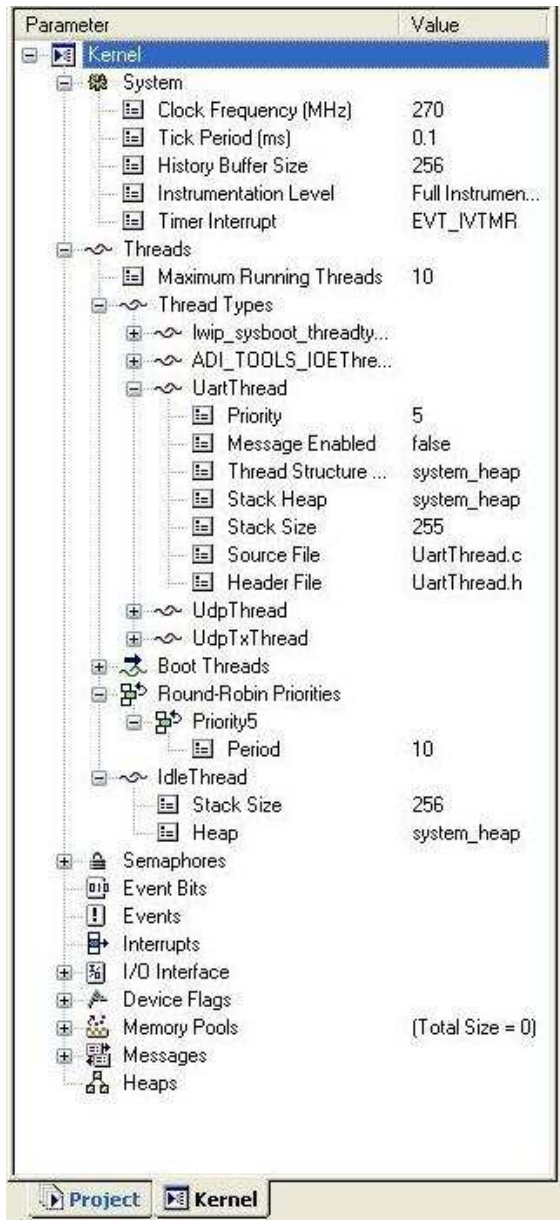 Parameter Value
Kernel
System
Clock Frequency (MHz) 270
Tick Period (ms) 0.1
History Buffer Size 256
Instrumentation Level Full Instrumen...
Timer Interrupt EVT_IVTMR
Threads
Maximum Running Threads 10
Thread Types
lwip_sysboot_threadty...
ADI_TOOLS_IOEThre...
UartThread
Priority 5
Message Enabled false
Thread Structure ... system_heap
Stack Heap system_heap
Stack Size 255
Source File UartThread.c
Header File UartThread.h
UdpThread
UdpTxThread
Boot Threads
Round-Robin Priorities
Priority5
Period 10
IdleThread
Stack Size 256
Heap system_heap
Semaphores
Event Bits
Events
Interrupts
I/O Interface
Device Flags
Memory Pools (Total Size = 0)
Messages
Heaps
Project Kernel